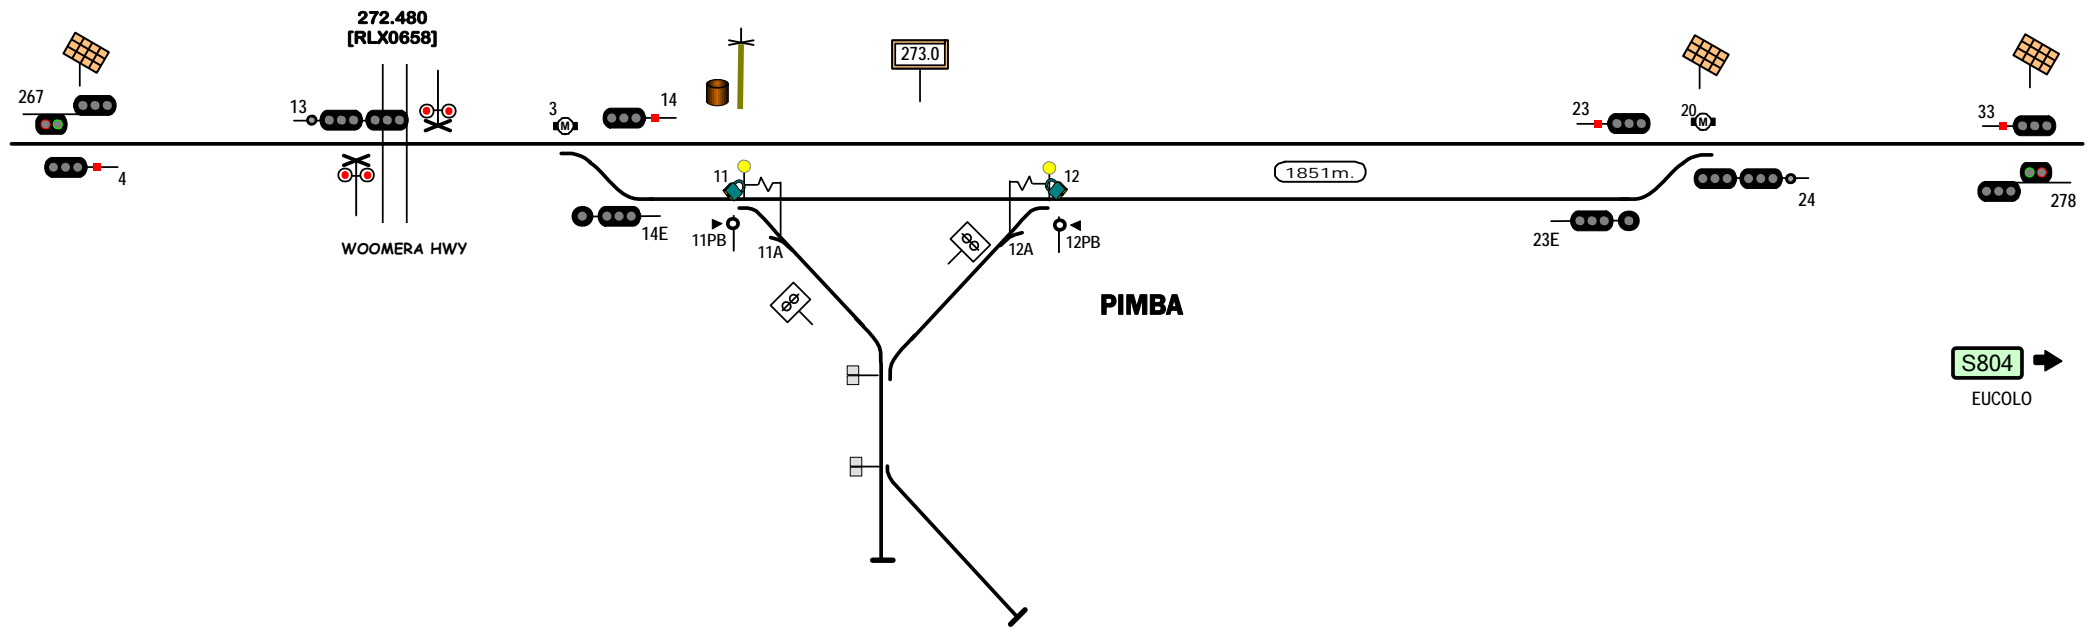 272.480
[RLX0658]
273.0
267
13
3
14
23
20
33
4
11
12
1851m.
24
278
14E
11PB
11A
12A
12PB
23E
WOOMERA HWY
M
M
PIMBA
S804
EUCOLO